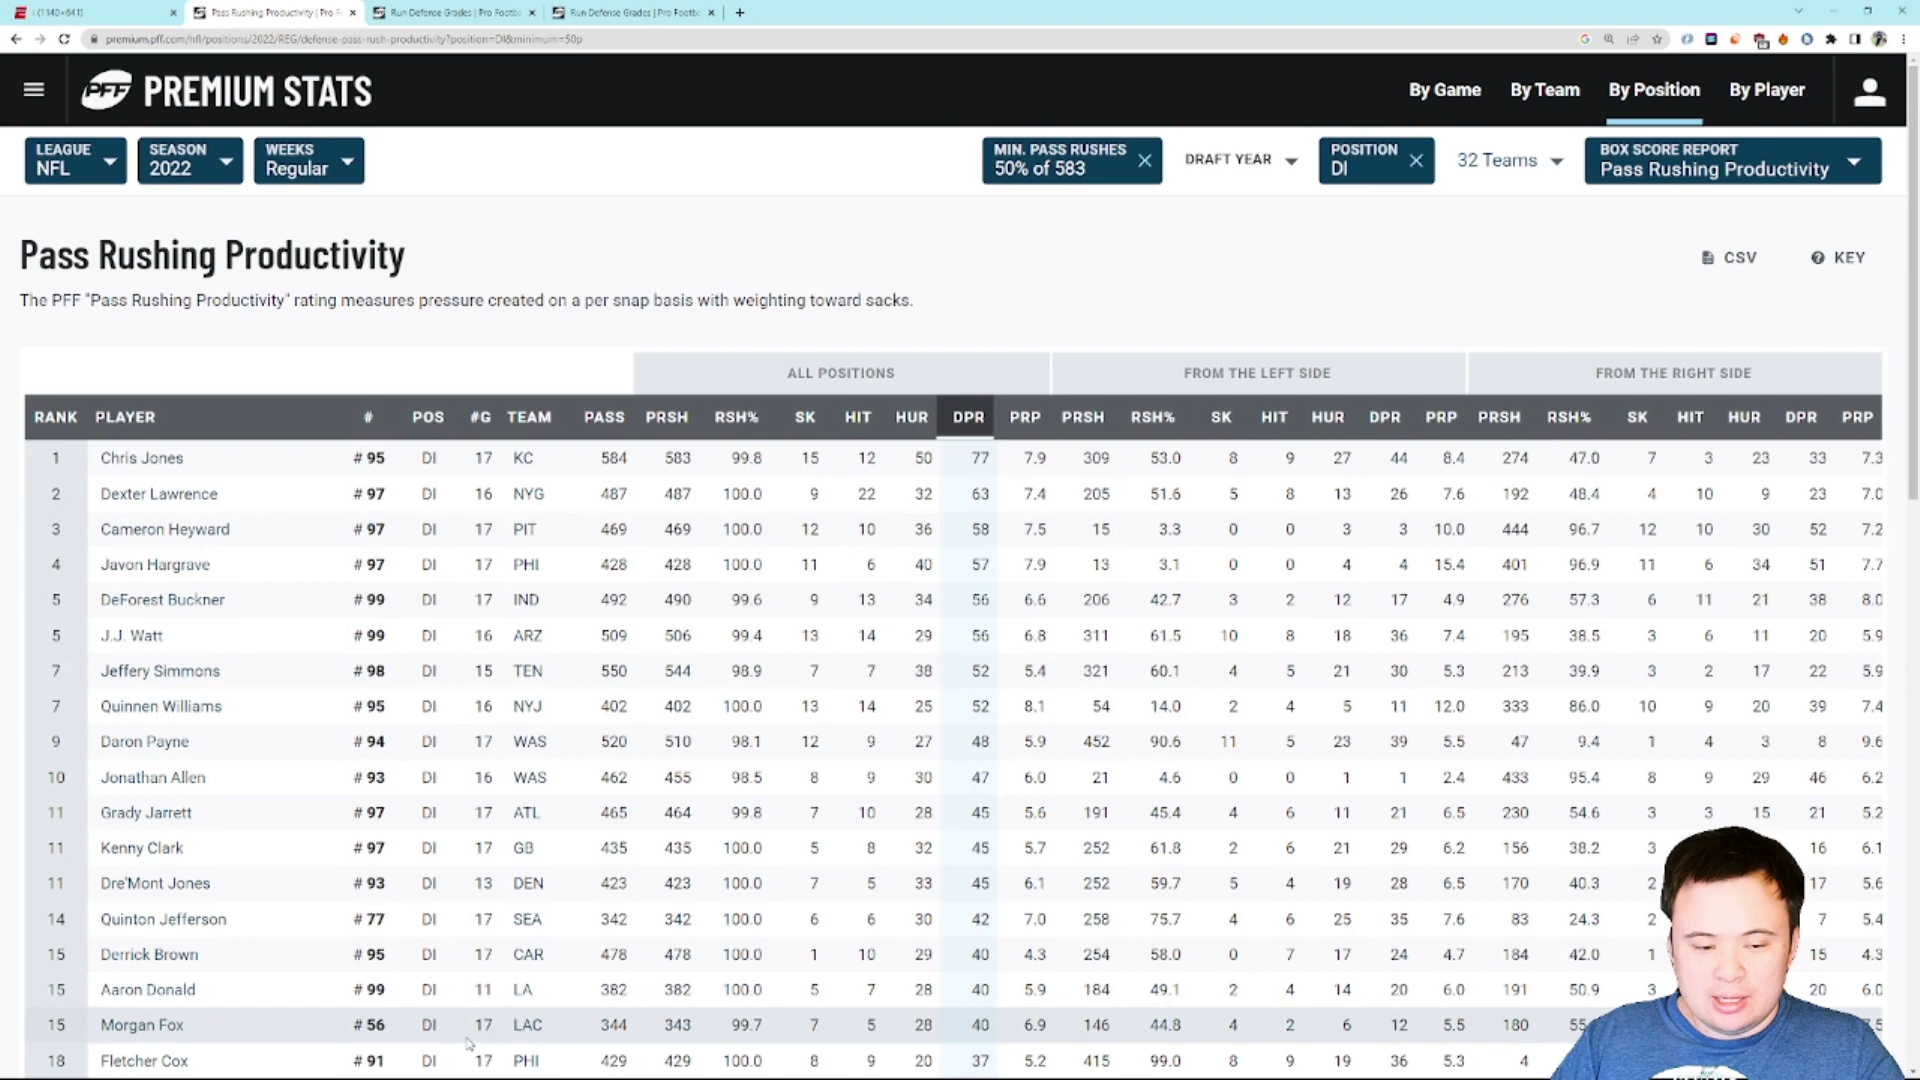 (1140×641)
Pass Rushing Productivity | Pro F
Run Defense Grades | Pro Footba
Run Defense Grades | Pro Footba
premium.pff.com/nfl/positions/2022/REG/defense-pass-rush-productivity?position=DI&minimum=50p
PFF PREMIUM STATS
By Game By Team By Position By Player
LEAGUE NFL
SEASON 2022
WEEKS Regular
MIN. PASS RUSHES 50% of 583
DRAFT YEAR
POSITION DI
32 Teams
BOX SCORE REPORT Pass Rushing Productivity
Pass Rushing Productivity
CSV KEY
The PFF "Pass Rushing Productivity" rating measures pressure created on a per snap basis with weighting toward sacks.
ALL POSITIONS FROM THE LEFT SIDE FROM THE RIGHT SIDE
RANK PLAYER # POS #G TEAM PASS PRSH RSH% SK HIT HUR DPR PRP PRSH RSH% SK HIT HUR DPR PRP PRSH RSH% SK HIT HUR DPR PRP
1 Chris Jones # 95 DI 17 KC 584 583 99.8 15 12 50 77 7.9 309 53.0 8 9 27 44 8.4 274 47.0 7 3 23 33 7.3
2 Dexter Lawrence # 97 DI 16 NYG 487 487 100.0 9 22 32 63 7.4 205 51.6 5 8 13 26 7.6 192 48.4 4 10 9 23 7.0
3 Cameron Heyward # 97 DI 17 PIT 469 469 100.0 12 10 36 58 7.5 15 3.3 0 0 3 3 10.0 444 96.7 12 10 30 52 7.2
4 Javon Hargrave # 97 DI 17 PHI 428 428 100.0 11 6 40 57 7.9 13 3.1 0 0 4 4 15.4 401 96.9 11 6 34 51 7.7
5 DeForest Buckner # 99 DI 17 IND 492 490 99.6 9 13 34 56 6.6 206 42.7 3 2 12 17 4.9 276 57.3 6 11 21 38 8.0
5 J.J. Watt # 99 DI 16 ARZ 509 506 99.4 13 14 29 56 6.8 311 61.5 10 8 18 36 7.4 195 38.5 3 6 11 20 5.9
7 Jeffery Simmons # 98 DI 15 TEN 550 544 98.9 7 7 38 52 5.4 321 60.1 4 5 21 30 5.3 213 39.9 3 2 17 22 5.9
7 Quinnen Williams # 95 DI 16 NYJ 402 402 100.0 13 14 25 52 8.1 54 14.0 2 4 5 11 12.0 333 86.0 10 9 20 39 7.4
9 Daron Payne # 94 DI 17 WAS 520 510 98.1 12 9 27 48 5.9 452 90.6 11 5 23 39 5.5 47 9.4 1 4 3 8 9.6
10 Jonathan Allen # 93 DI 16 WAS 462 455 98.5 8 9 30 47 6.0 21 4.6 0 0 1 1 2.4 433 95.4 8 9 29 46 6.2
11 Grady Jarrett # 97 DI 17 ATL 465 464 99.8 7 10 28 45 5.6 191 45.4 4 6 11 21 6.5 230 54.6 3 3 15 21 5.2
11 Kenny Clark # 97 DI 17 GB 435 435 100.0 5 8 32 45 5.7 252 61.8 2 6 21 29 6.2 156 38.2 3 16 6.1
11 Dre'Mont Jones # 93 DI 13 DEN 423 423 100.0 7 5 33 45 6.1 252 59.7 5 4 19 28 6.5 170 40.3 2 17 5.6
14 Quinton Jefferson # 77 DI 17 SEA 342 342 100.0 6 6 30 42 7.0 258 75.7 4 6 25 35 7.6 83 24.3 2 7 5.4
15 Derrick Brown # 95 DI 17 CAR 478 478 100.0 1 10 29 40 4.3 254 58.0 0 7 17 24 4.7 184 42.0 1 15 4.3
15 Aaron Donald # 99 DI 11 LA 382 382 100.0 5 7 28 40 5.9 184 49.1 2 4 14 20 6.0 191 50.9 3 20 6.0
15 Morgan Fox # 56 DI 17 LAC 344 343 99.7 7 5 28 40 6.9 146 44.8 4 2 6 12 5.5 180
18 Fletcher Cox # 91 DI 17 PHI 429 429 100.0 8 9 20 37 5.2 415 99.0 8 9 19 36 5.3 4